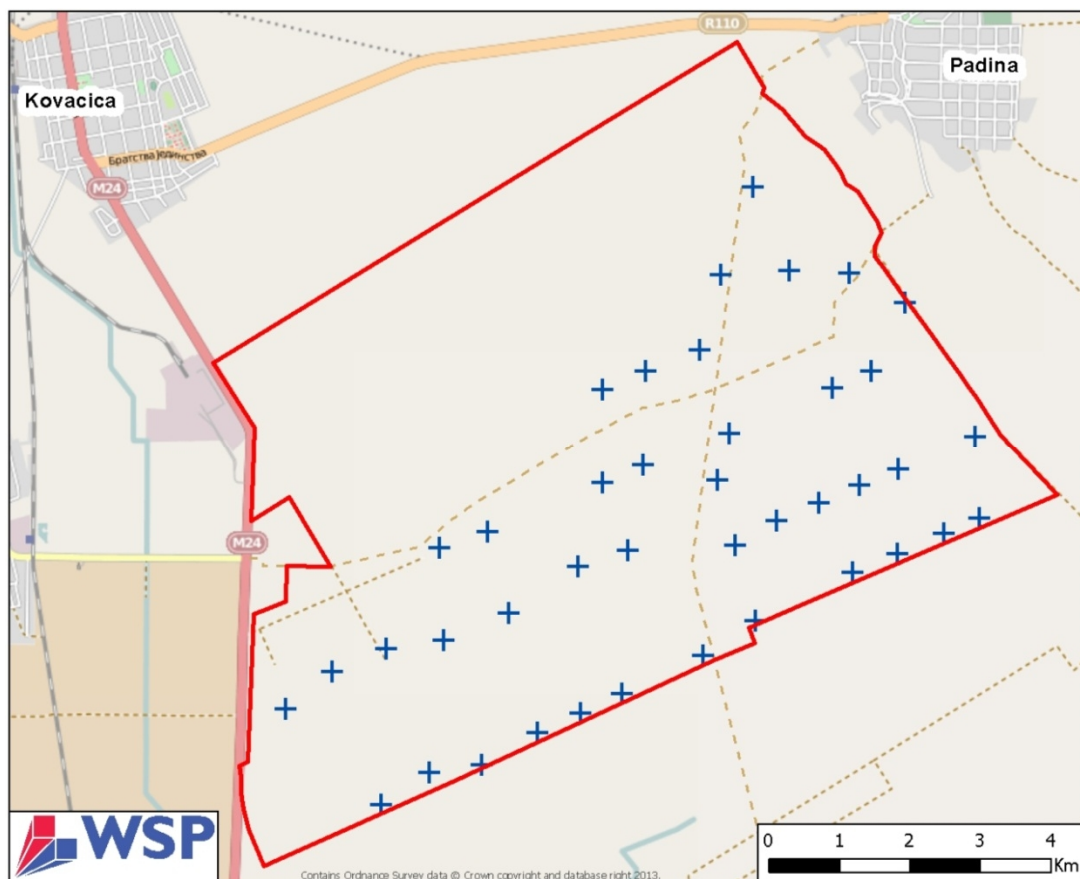 R110
Padina
Kovacica
Братства јединства
M24
M24
WSP
0 1 2 3 4
Km
Contains Ordnance Survey data © Crown copyright and database right 2013.